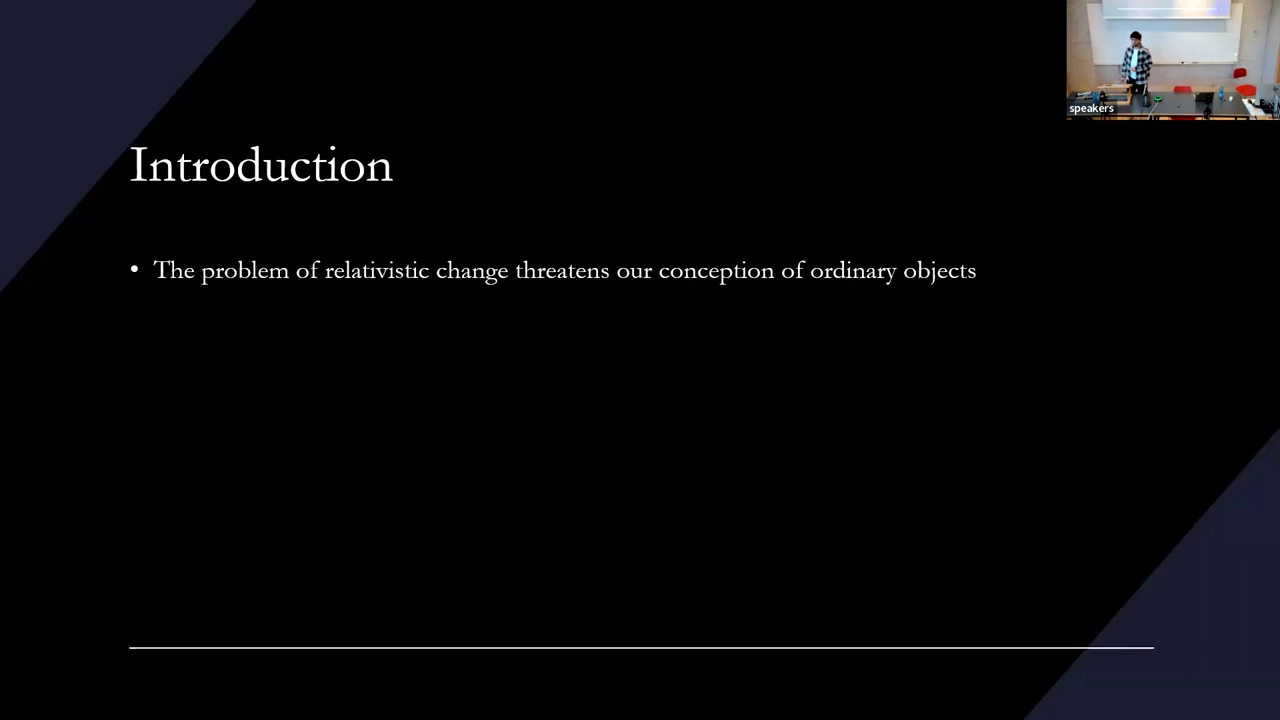 speakers
Introduction
• The problem of relativistic change threatens our conception of ordinary objects